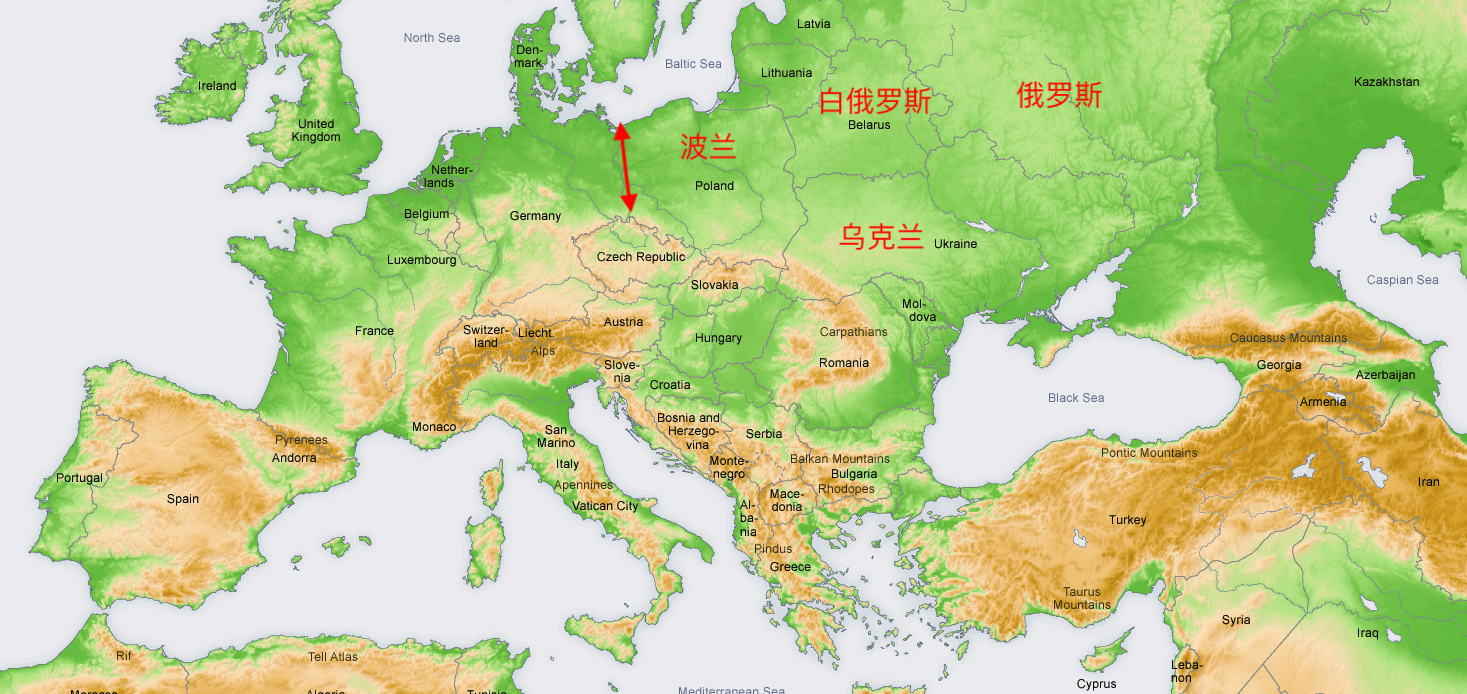 Latvia
North Sea
Den-
mark
Baltic Sea
Lithuania
Ireland
Kazakhstan
白俄罗斯
俄罗斯
United
Kingdom
Belarus
波兰
Nether-
lands
Poland
Belgium
Germany
乌克兰
Ukraine
Czech Republic
Luxembourg
Slovakia
Caspian Sea
Mol-
dova
France
Switzer-
land
Liecht.
Austria
Alps
Hungary
Carpathians
Caucasus Mountains
Romania
Georgia
Slove-
nia
Azerbaijan
Croatia
Black Sea
Armenia
Monaco
Bosnia and
Herzego-
vina
Serbia
San
Marino
Pyrenees
Andorra
Pontic Mountains
Italy
Monte-
negro
Balkan Mountains
Bulgaria
Portugal
Apennines
Rhodopes
Iran
Spain
Mace-
donia
Vatican City
Al-
ba-
nia
Turkey
Pindus
Greece
Taurus
Mountains
Syria
Iraq
Rif
Tell Atlas
Leba-
non
Cyprus
Morocco
Algeria
Tunisia
Mediterranean Sea